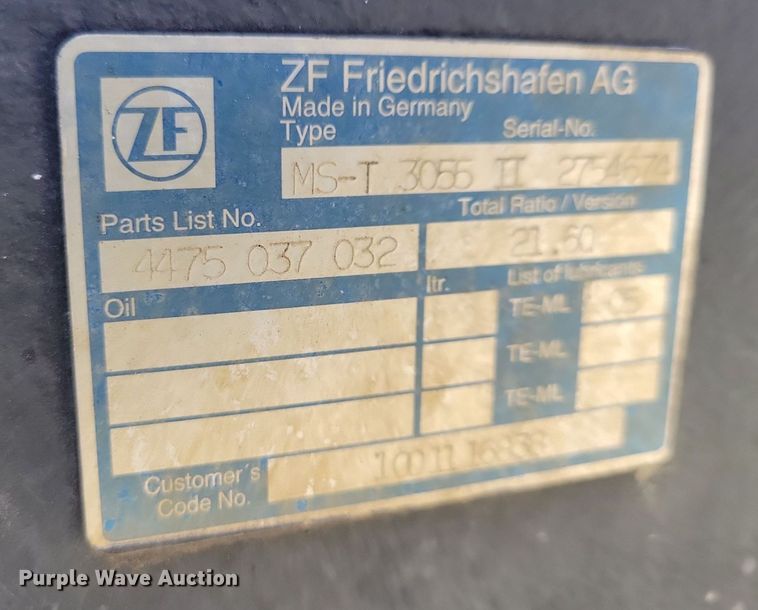 ZF
ZF Friedrichshafen AG
Made in Germany
Type Serial-No.
MS-T 3055 II 2754674
Parts List No. Total Ratio / Version
4475 037 032 21.60
Oil ltr. List of lubricants
TE-ML 05
TE-ML
TE-ML
Customer's
Code No.
Purple Wave Auction